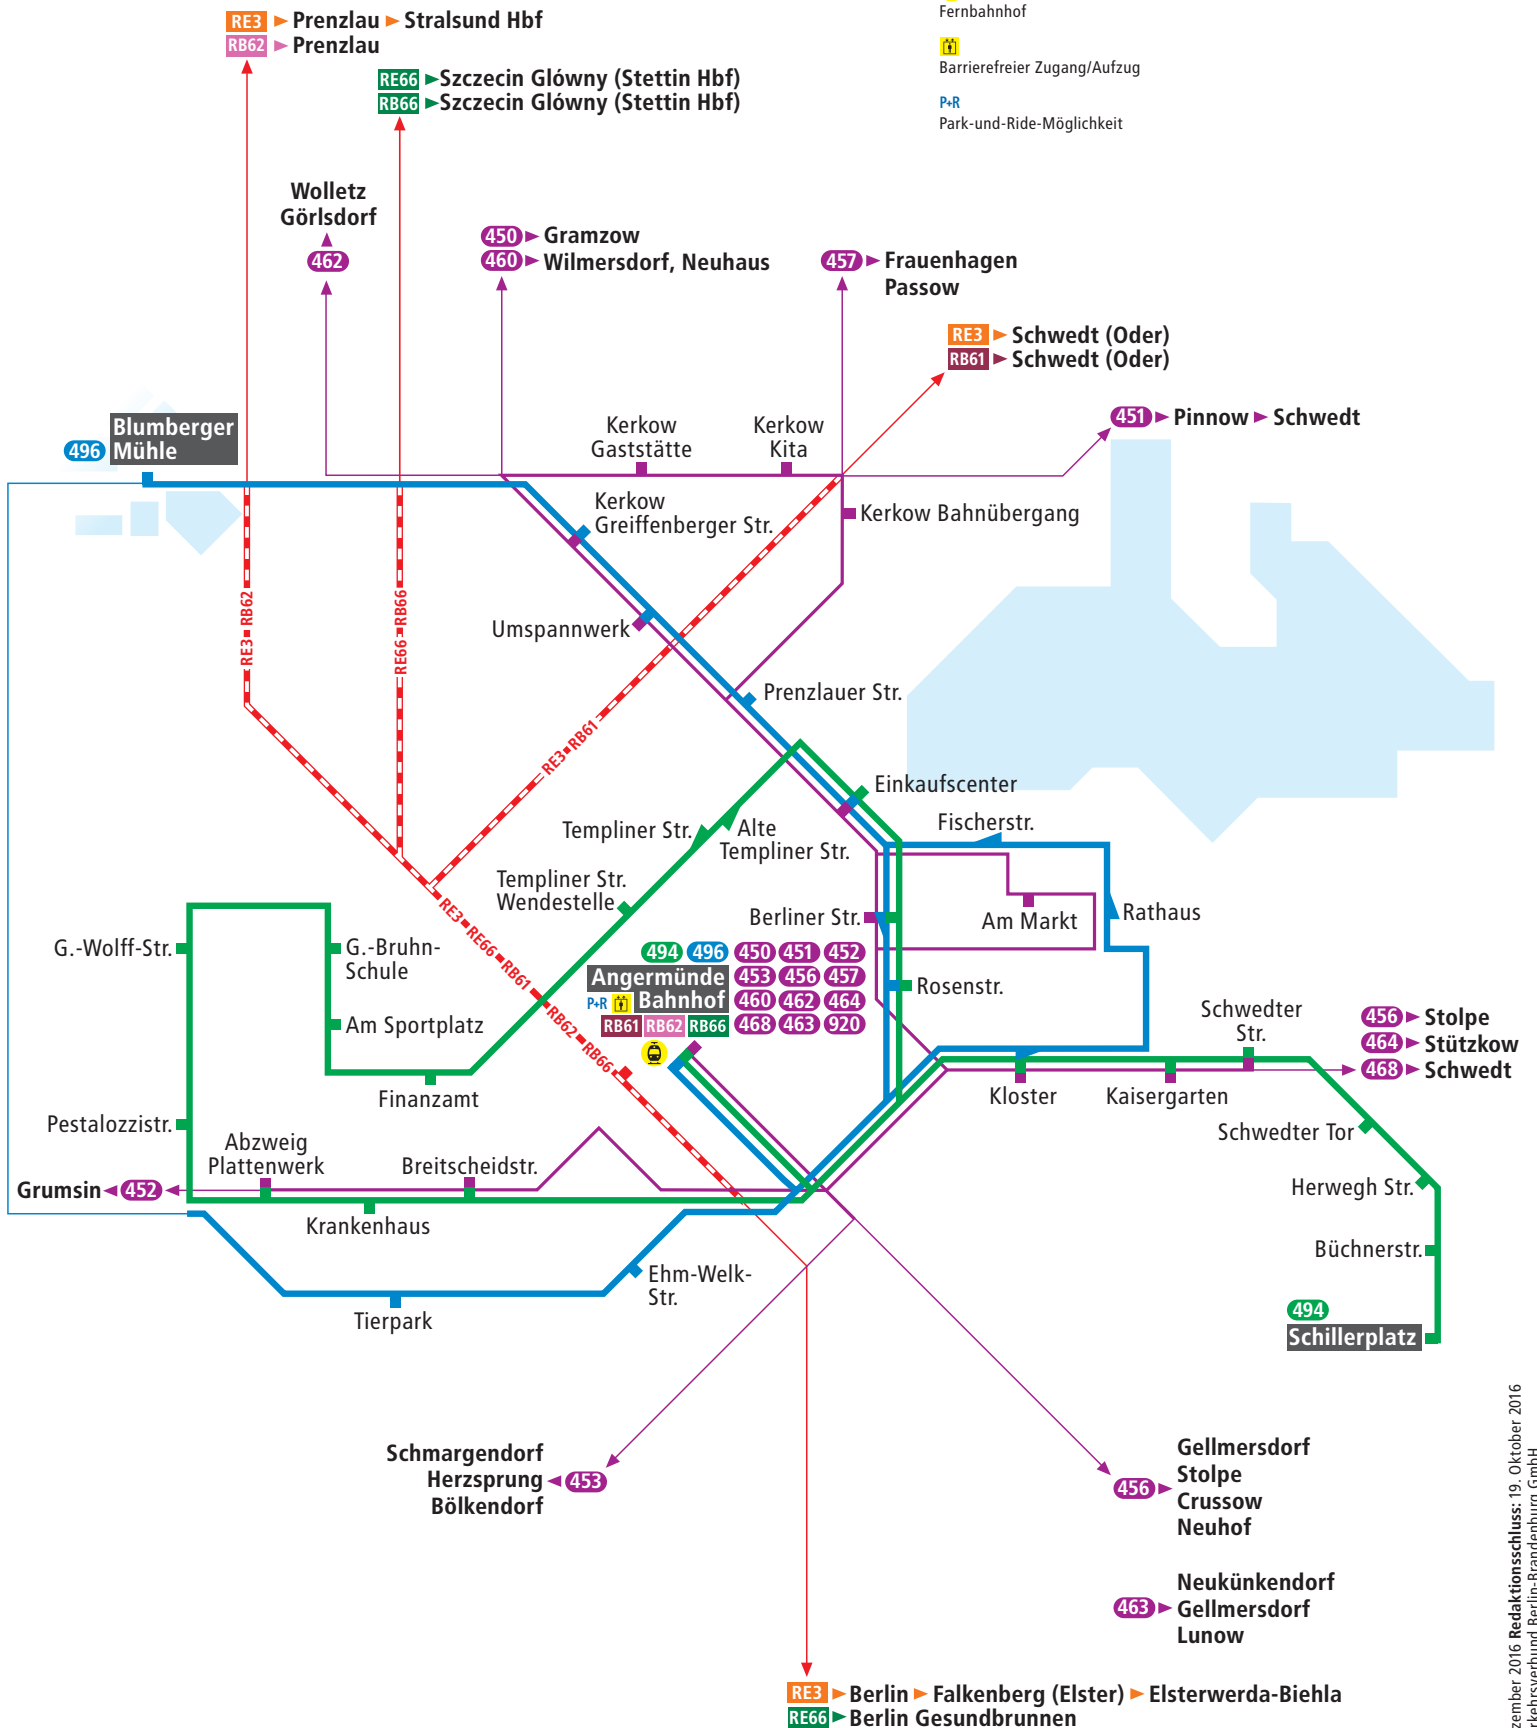 Fernbahnhof
Barrierefreier Zugang/Aufzug
P+R
Park-und-Ride-Möglichkeit
RE3 Prenzlau Stralsund Hbf
RB62 Prenzlau
RE66 Szczecin Glówny (Stettin Hbf)
RB66 Szczecin Glówny (Stettin Hbf)
Wolletz
Görlsdorf
462
450 Gramzow
460 Wilmersdorf, Neuhaus
457 Frauenhagen
Passow
RE3 Schwedt (Oder)
RB61 Schwedt (Oder)
451 Pinnow Schwedt
Blumberger
496 Mühle
Kerkow
Gaststätte
Kerkow
Kita
Kerkow
Greiffenberger Str.
Kerkow Bahnübergang
RE3 RB62
RE66 RB66
Umspannwerk
Prenzlauer Str.
RE3 RB61
Einkaufscenter
Templiner Str.
Alte
Templiner Str.
Fischerstr.
Templiner Str.
Wendestelle
Berliner Str.
Am Markt
Rathaus
RE3 RE66 RB61 RB62 RB66
G.-Wolff-Str.
G.-Bruhn-
Schule
494 496 450 451 452
Angermünde 453 456 457
P+R Bahnhof 460 462 464
RB61 RB62 RB66 468 463 920
Rosenstr.
Am Sportplatz
Schwedter
Str.
456 Stolpe
464 Stützkow
468 Schwedt
Finanzamt
Kloster
Kaisergarten
Pestalozzistr.
Abzweig
Plattenwerk
Breitscheidstr.
Schwedter Tor
Grumsin 452
Herwegh Str.
Krankenhaus
Büchnerstr.
Ehm-Welk-
Str.
Tierpark
494
Schillerplatz
Schmargendorf
Herzsprung 453
Bölkendorf
Gellmersdorf
456 Stolpe
Crussow
Neuhof
Neukünkendorf
463 Gellmersdorf
Lunow
RE3 Berlin Falkenberg (Elster) Elsterwerda-Biehla
RE66 Berlin Gesundbrunnen
2016 Redaktionsschluss: 19. Oktober 2016
Berlin-Brandenburg GmbH